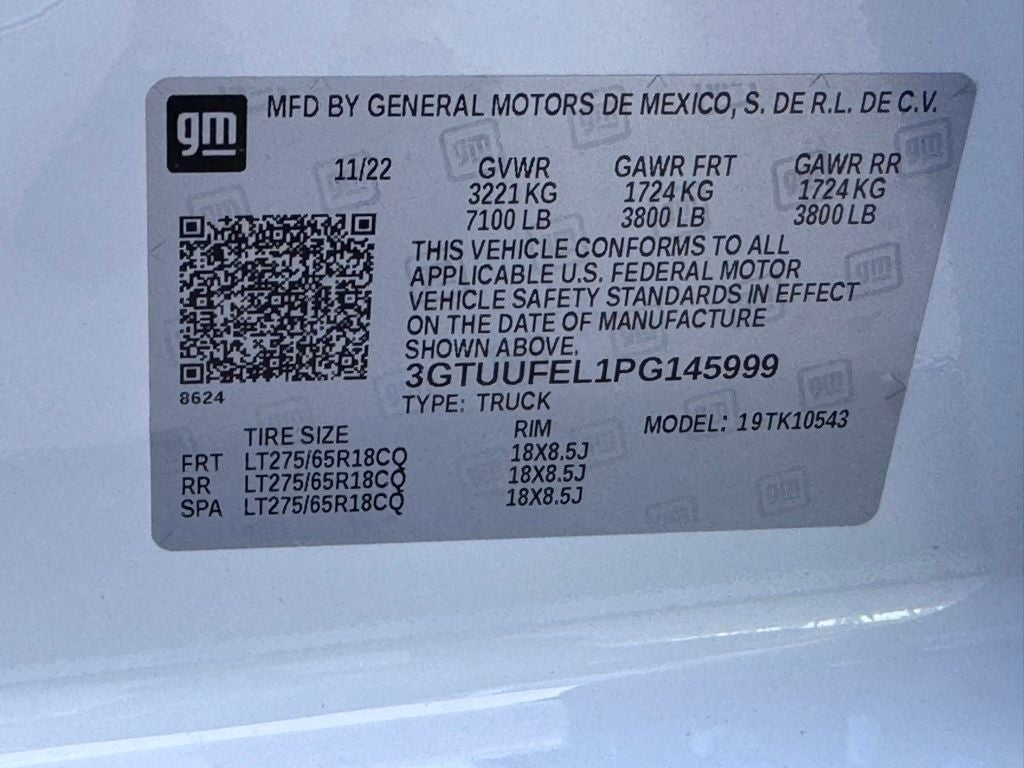 gm MFD BY GENERAL MOTORS DE MEXICO, S. DE R.L. DE C.V.
11/22 GVWR GAWR FRT GAWR RR
3221 KG 1724 KG 1724 KG
7100 LB 3800 LB 3800 LB
THIS VEHICLE CONFORMS TO ALL
APPLICABLE U.S. FEDERAL MOTOR
VEHICLE SAFETY STANDARDS IN EFFECT
ON THE DATE OF MANUFACTURE
SHOWN ABOVE.
3GTUUFEL1PG145999
8624
TYPE: TRUCK MODEL: 19TK10543
TIRE SIZE RIM
FRT LT275/65R18CQ 18X8.5J
RR LT275/65R18CQ 18X8.5J
SPA LT275/65R18CQ 18X8.5J